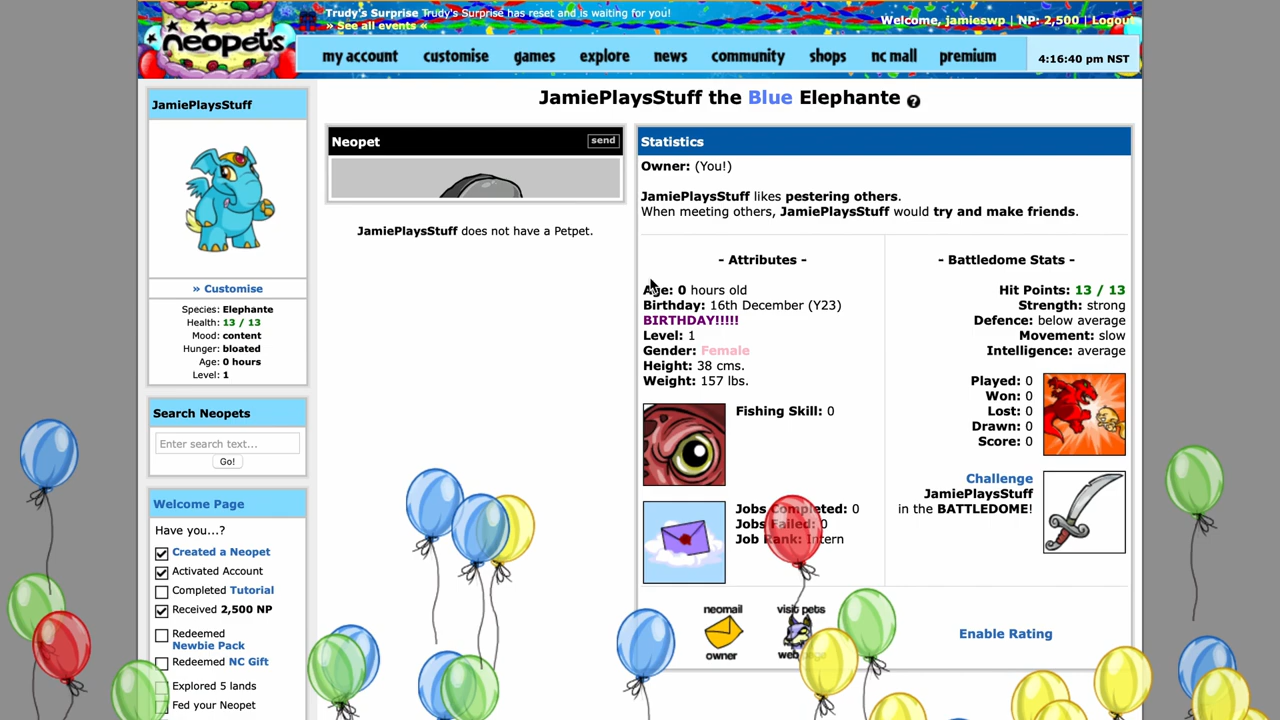 Trudy's Surprise Trudy's Surprise has reset and is waiting for you!
» See all events «
Welcome, jamieswp | NP: 2,500 | Logout
neopets
my account customise games explore news community shops nc mall premium
4:16:40 pm NST
JamiePlaysStuff
» Customise
Species: Elephante
Health: 13 / 13
Mood: content
Hunger: bloated
Age: 0 hours
Level: 1
Search Neopets
Enter search text...
Go!
Welcome Page
Have you...?
Created a Neopet
Activated Account
Completed Tutorial
Received 2,500 NP
Redeemed
Newbie Pack
Redeemed NC Gift
Explored 5 lands
Fed your Neopet
JamiePlaysStuff the Blue Elephante ?
Neopet
send
JamiePlaysStuff does not have a Petpet.
Statistics
Owner: (You!)
JamiePlaysStuff likes pestering others.
When meeting others, JamiePlaysStuff would try and make friends.
- Attributes -
Age: 0 hours old
Birthday: 16th December (Y23)
BIRTHDAY!!!!!
Level: 1
Gender: Female
Height: 38 cms.
Weight: 157 lbs.
Fishing Skill: 0
Jobs Completed: 0
Jobs Failed: 0
Job Rank: Intern
- Battledome Stats -
Hit Points: 13 / 13
Strength: strong
Defence: below average
Movement: slow
Intelligence: average
Played: 0
Won: 0
Lost: 0
Drawn: 0
Score: 0
Challenge
JamiePlaysStuff
in the BATTLEDOME!
neomail
owner
visit pets
Enable Rating